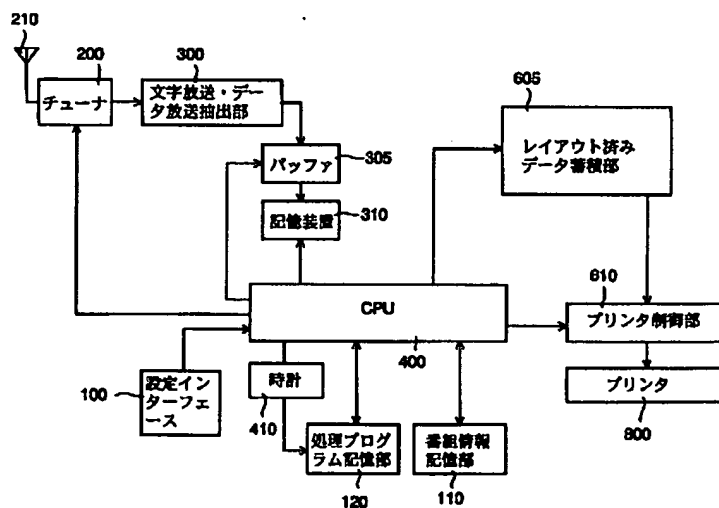 210
200
300
チューナ
文字放送・デー
タ放送抽出部
605
レイアウト済み
データ蓄積部
バッファ
305
記憶装置
310
CPU
400
610
プリンタ制御部
プリンタ
800
100
設定インターフェース
時計
410
処理プログラム記憶部
120
番組情報
記憶部
110